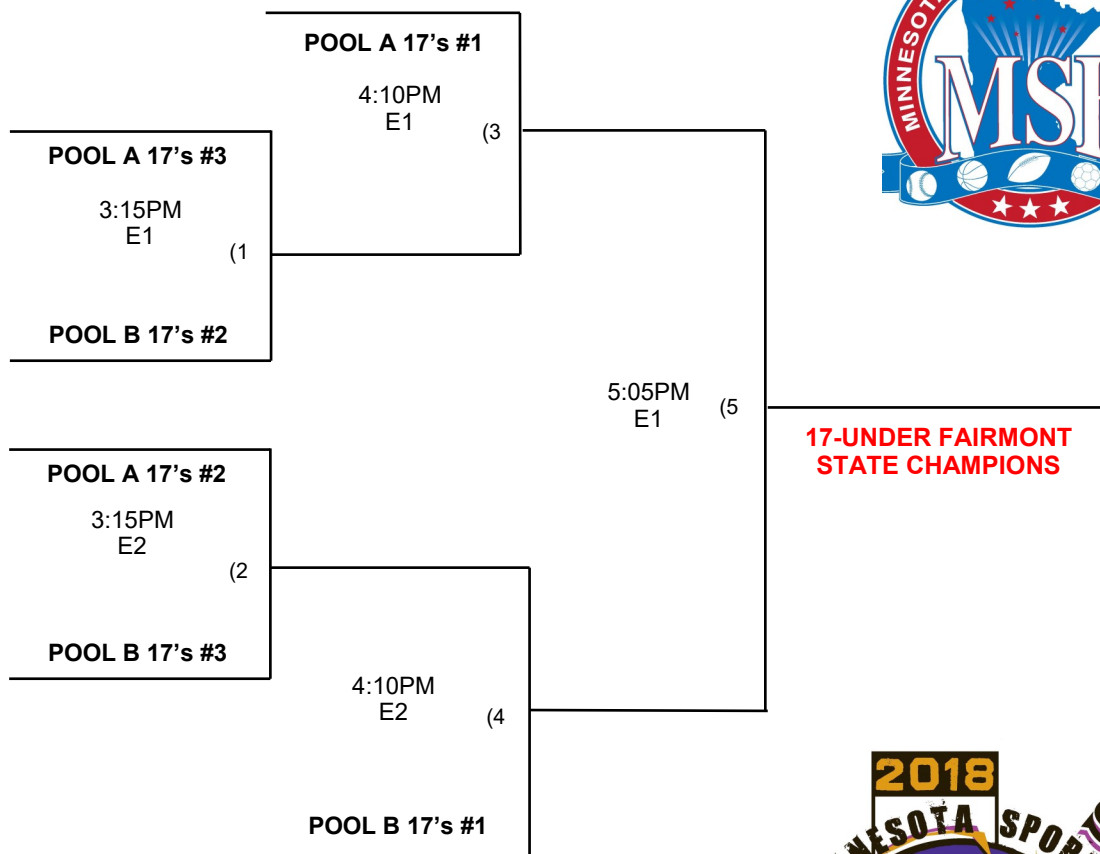 POOL A 17's #1
4:10PM
E1
(3
POOL A 17's #3
3:15PM
E1
(1
POOL B 17's #2
5:05PM
E1
(5
17-UNDER FAIRMONT
STATE CHAMPIONS
POOL A 17's #2
3:15PM
E2
(2
POOL B 17's #3
4:10PM
E2
(4
POOL B 17's #1
MINNESOTA
MSF
2018
NESOTA SPOR